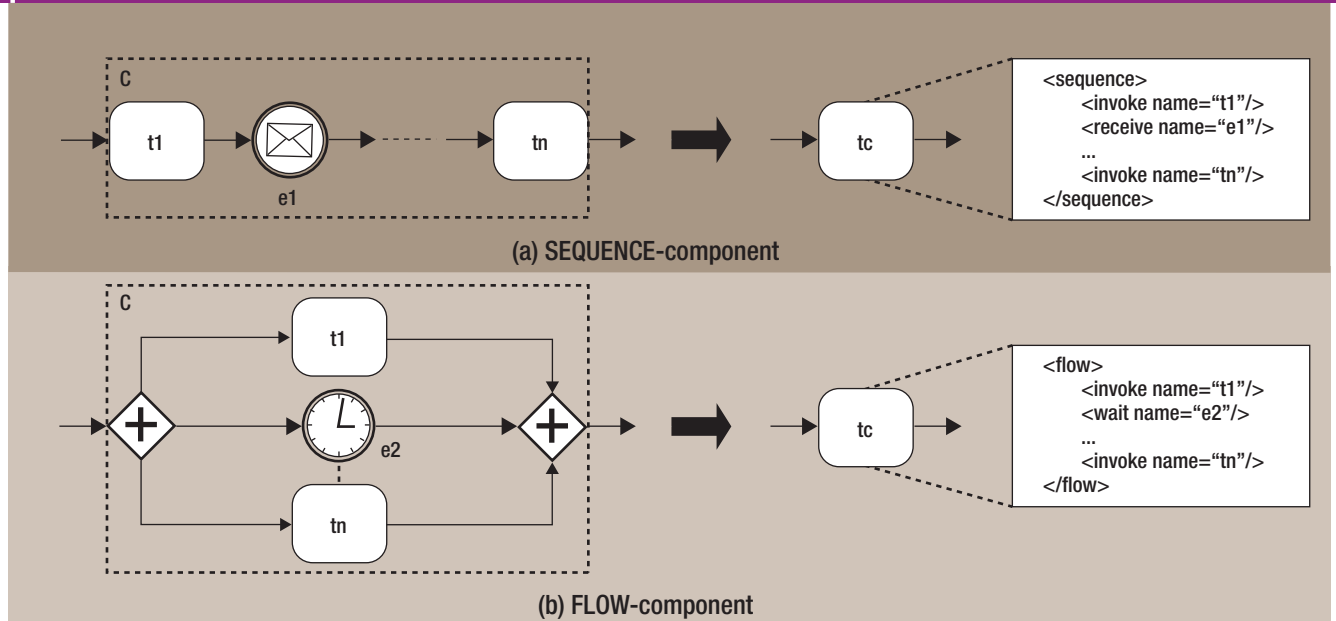 C
t1
e1
tn
tc
<sequence>
<invoke name=“t1”/>
<receive name=“e1”/>
...
<invoke name=“tn”/>
</sequence>
(a) SEQUENCE-component
C
t1
e2
tn
tc
<flow>
<invoke name=“t1”/>
<wait name=“e2”/>
...
<invoke name=“tn”/>
</flow>
(b) FLOW-component